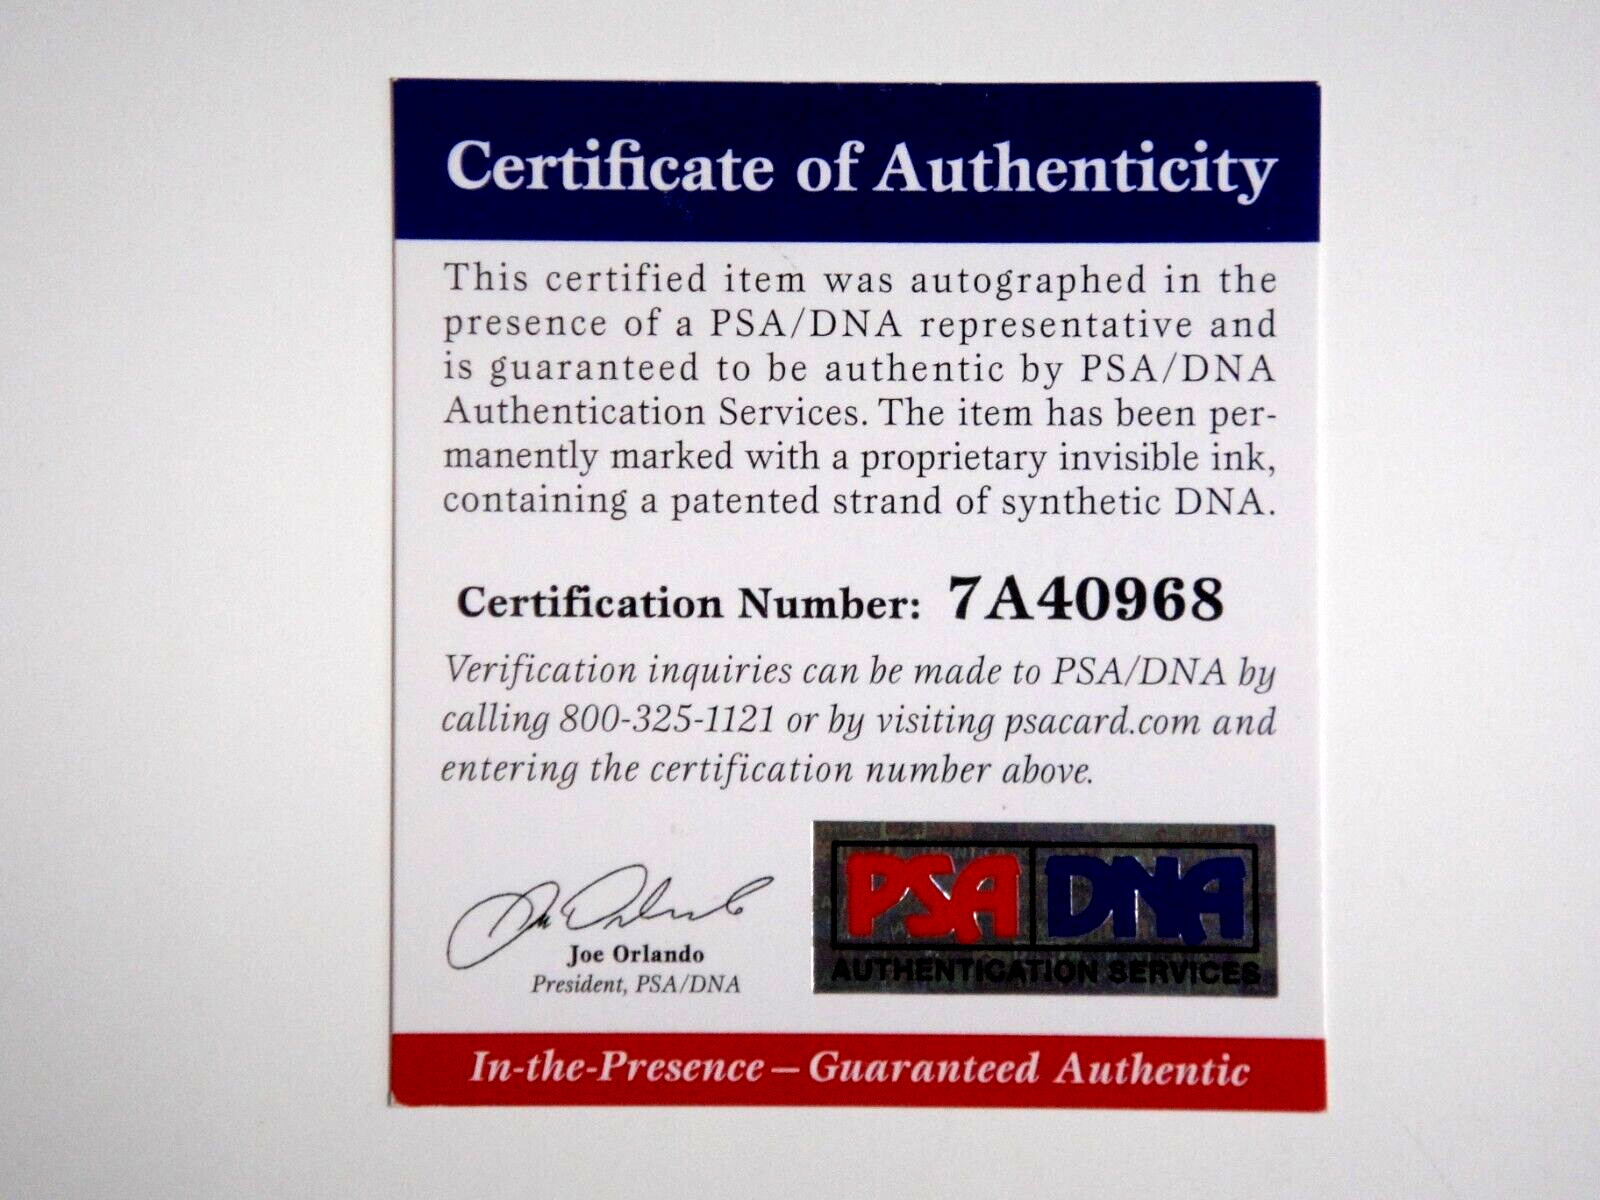 Certificate of Authenticity
This certified item was autographed in the
presence of a PSA/DNA representative and
is guaranteed to be authentic by PSA/DNA
Authentication Services. The item has been per-
manently marked with a proprietary invisible ink,
containing a patented strand of synthetic DNA.
Certification Number: 7A40968
Verification inquiries can be made to PSA/DNA by
calling 800-325-1121 or by visiting psacard.com and
entering the certification number above.
Joe Orlando
Joe Orlando
President, PSA/DNA
PSA DNA
AUTHENTICATION SERVICES
In-the-Presence – Guaranteed Authentic